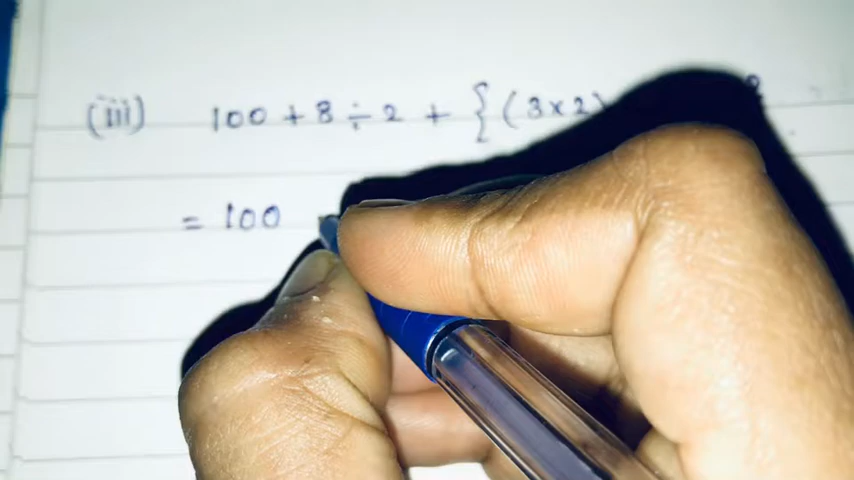 (iii) 100 + 8 ÷ 2 + { ( 3 × 2 )
= 100